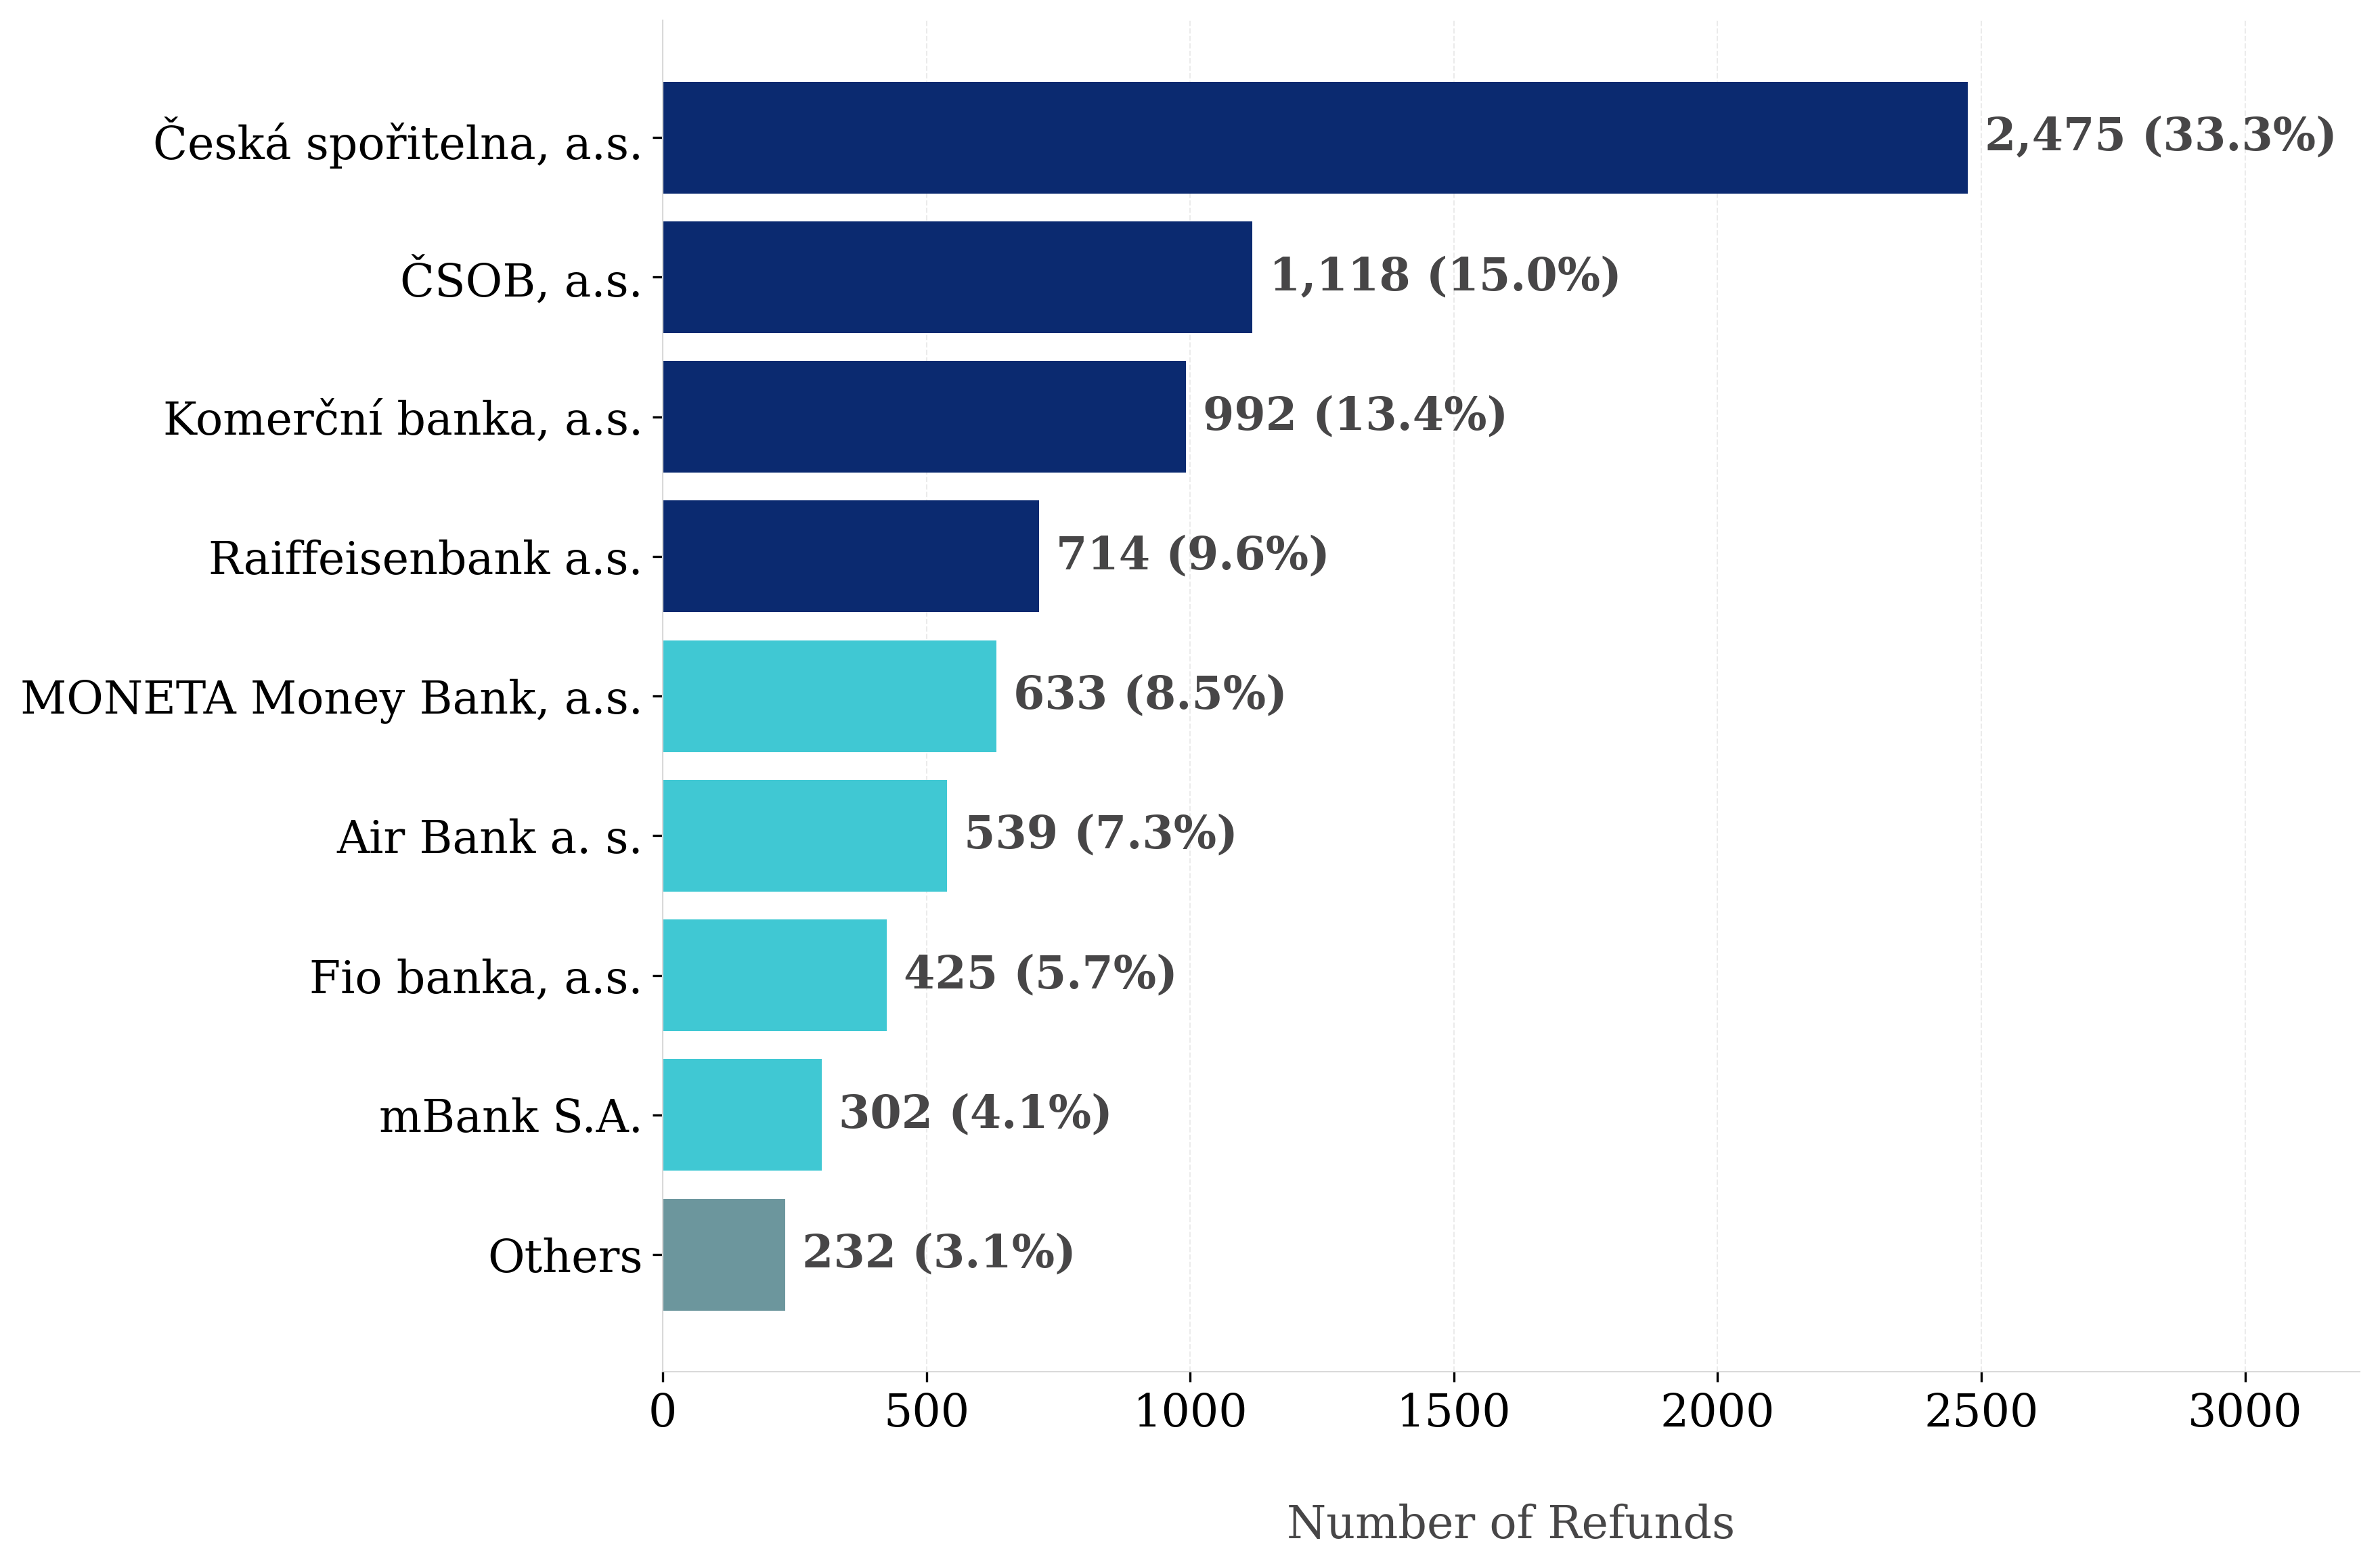 Česká spořitelna, a.s. 2,475 (33.3%)
ČSOB, a.s. 1,118 (15.0%)
Komerční banka, a.s. 992 (13.4%)
Raiffeisenbank a.s. 714 (9.6%)
MONETA Money Bank, a.s. 633 (8.5%)
Air Bank a. s. 539 (7.3%)
Fio banka, a.s. 425 (5.7%)
mBank S.A. 302 (4.1%)
Others 232 (3.1%)
0 500 1000 1500 2000 2500 3000
Number of Refunds